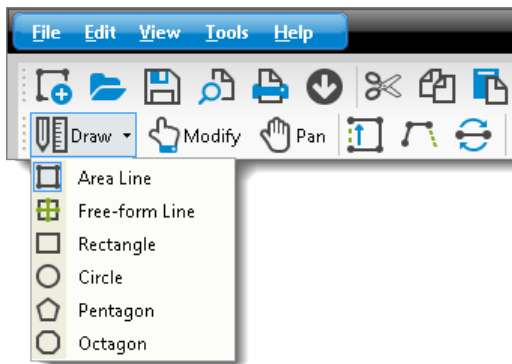 File Edit View Tools Help
Draw Modify Pan
Area Line
Free-form Line
Rectangle
Circle
Pentagon
Octagon